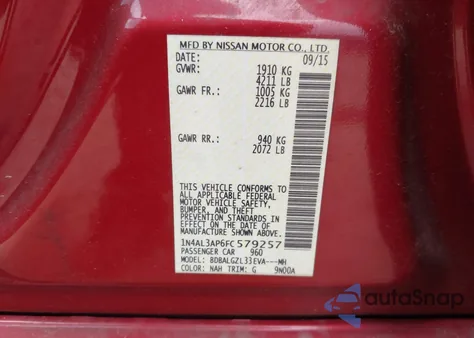 MFD BY NISSAN MOTOR CO., LTD.
DATE: 09/15
GVWR: 1910 KG
4211 LB
GAWR FR.: 1005 KG
2216 LB
GAWR RR.: 940 KG
2072 LB
THIS VEHICLE CONFORMS TO ALL
APPLICABLE FEDERAL
MOTOR VEHICLE SAFETY,
BUMPER, AND THEFT
PREVENTION STANDARDS IN
EFFECT ON THE DATE OF
MANUFACTURE SHOWN ABOVE.
1N4AL3AP6FC579257
PASSENGER CAR 960
MODEL: BDBALGZL33EVA----MH
COLOR: NAH TRIM: G 9N00A
autoSnap